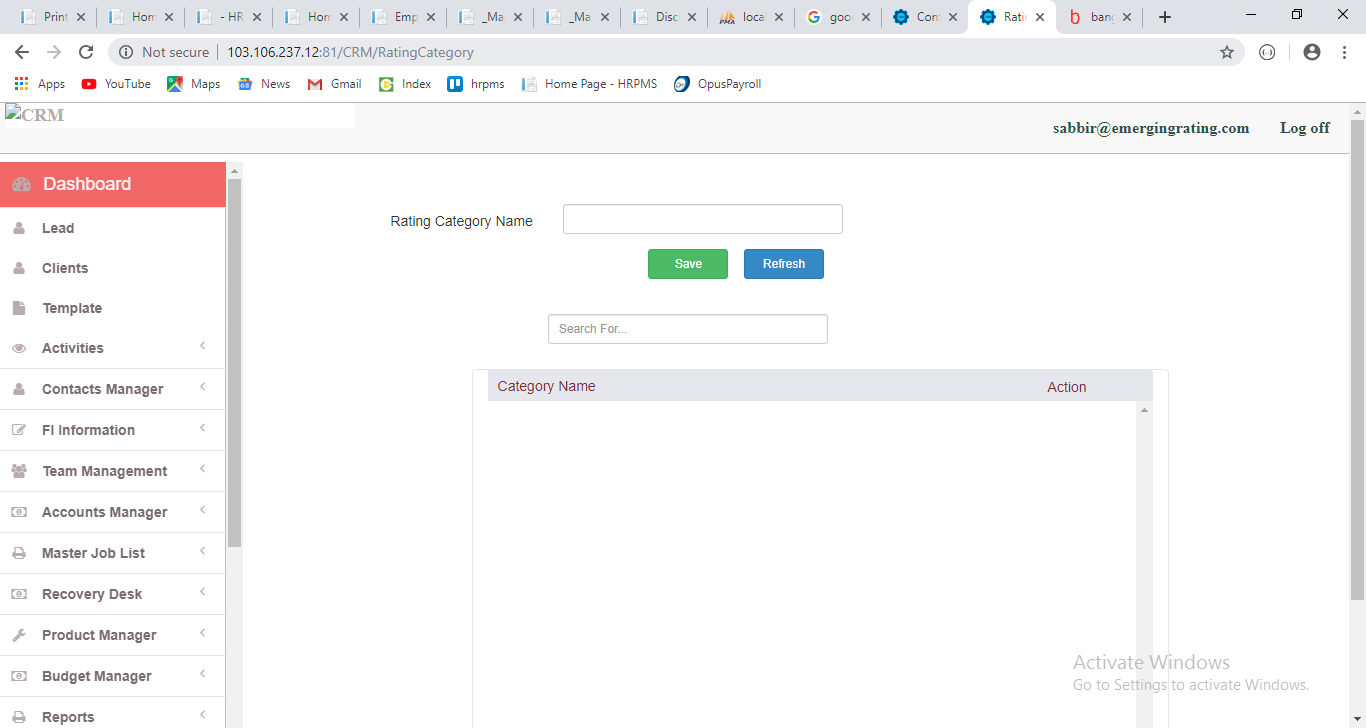 Print
Hom
- HR
Hom
Emp
_Ma
_Ma
Disc
local
goo
Con
Ratin
bang
Not secure
103.106.237.12:81/CRM/RatingCategory
Apps
YouTube
Maps
News
Gmail
Index
hrpms
Home Page - HRPMS
OpusPayroll
CRM
sabbir@emergingrating.com
Log off
Dashboard
Lead
Clients
Template
Activities
Contacts Manager
FI Information
Team Management
Accounts Manager
Master Job List
Recovery Desk
Product Manager
Budget Manager
Reports
Rating Category Name
Save
Refresh
Search For...
Category Name
Action
Activate Windows
Go to Settings to activate Windows.